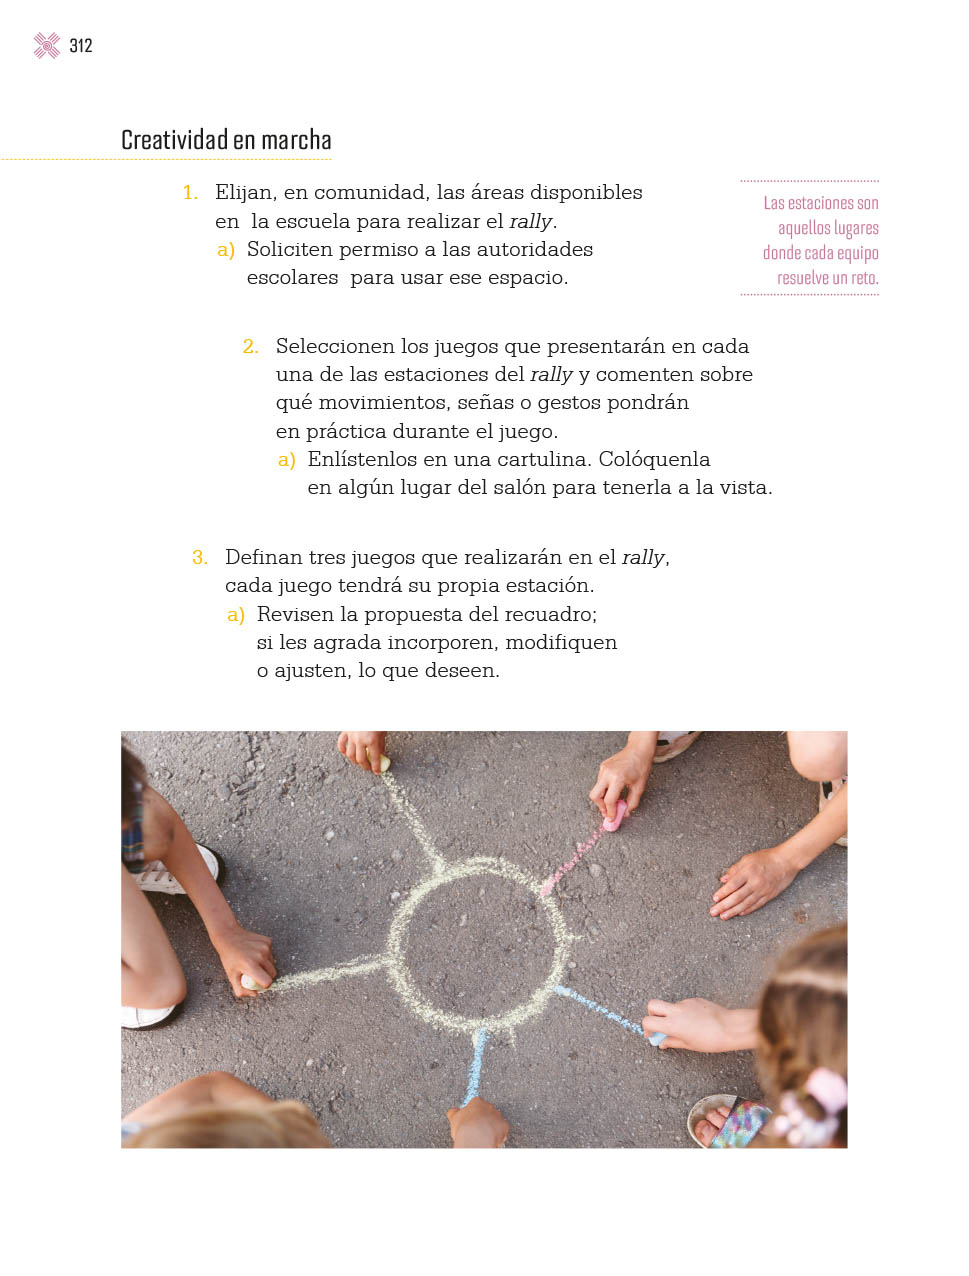 312
Creatividad en marcha
1. Elijan, en comunidad, las áreas disponibles
en la escuela para realizar el rally.
a) Soliciten permiso a las autoridades
escolares para usar ese espacio.
Las estaciones son
aquellos lugares
donde cada equipo
resuelve un reto.
2. Seleccionen los juegos que presentarán en cada
una de las estaciones del rally y comenten sobre
qué movimientos, señas o gestos pondrán
en práctica durante el juego.
a) Enlístenlos en una cartulina. Colóquenla
en algún lugar del salón para tenerla a la vista.
3. Definan tres juegos que realizarán en el rally,
cada juego tendrá su propia estación.
a) Revisen la propuesta del recuadro;
si les agrada incorporen, modifiquen
o ajusten, lo que deseen.